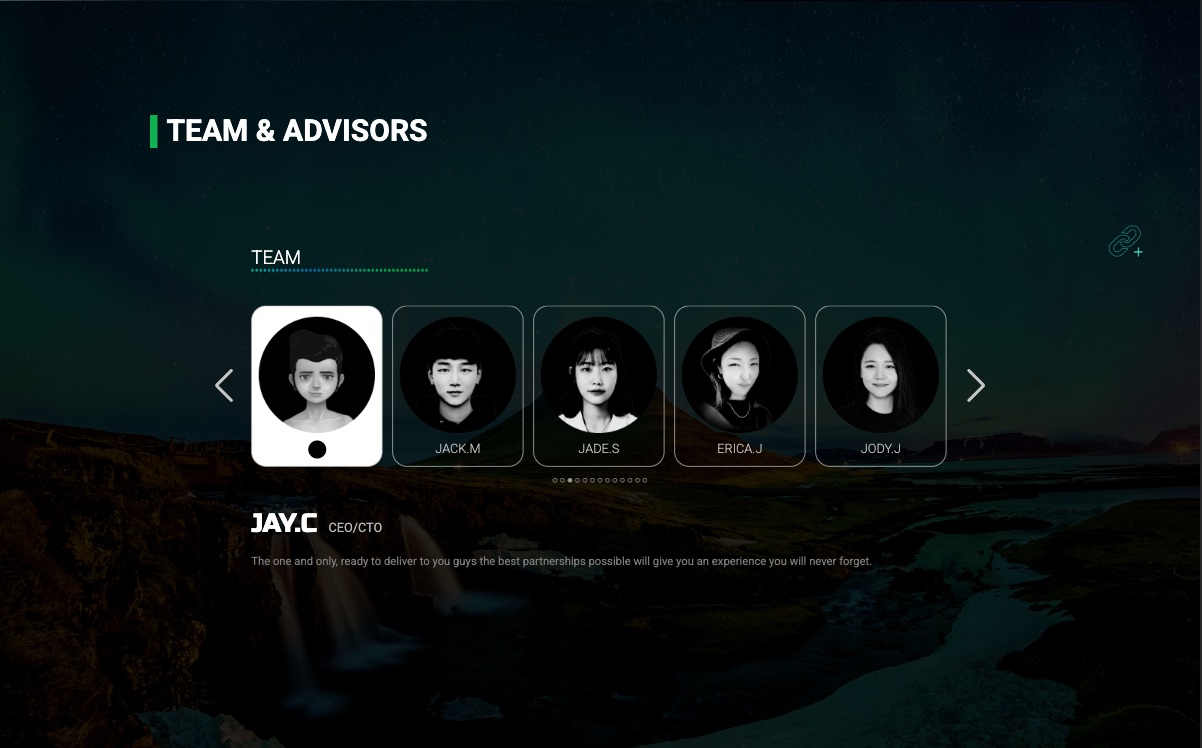 TEAM & ADVISORS
TEAM
JACK.M
JADE.S
ERICA.J
JODY.J
JAY.C CEO/CTO
The one and only, ready to deliver to you guys the best partnerships possible will give you an experience you will never forget.